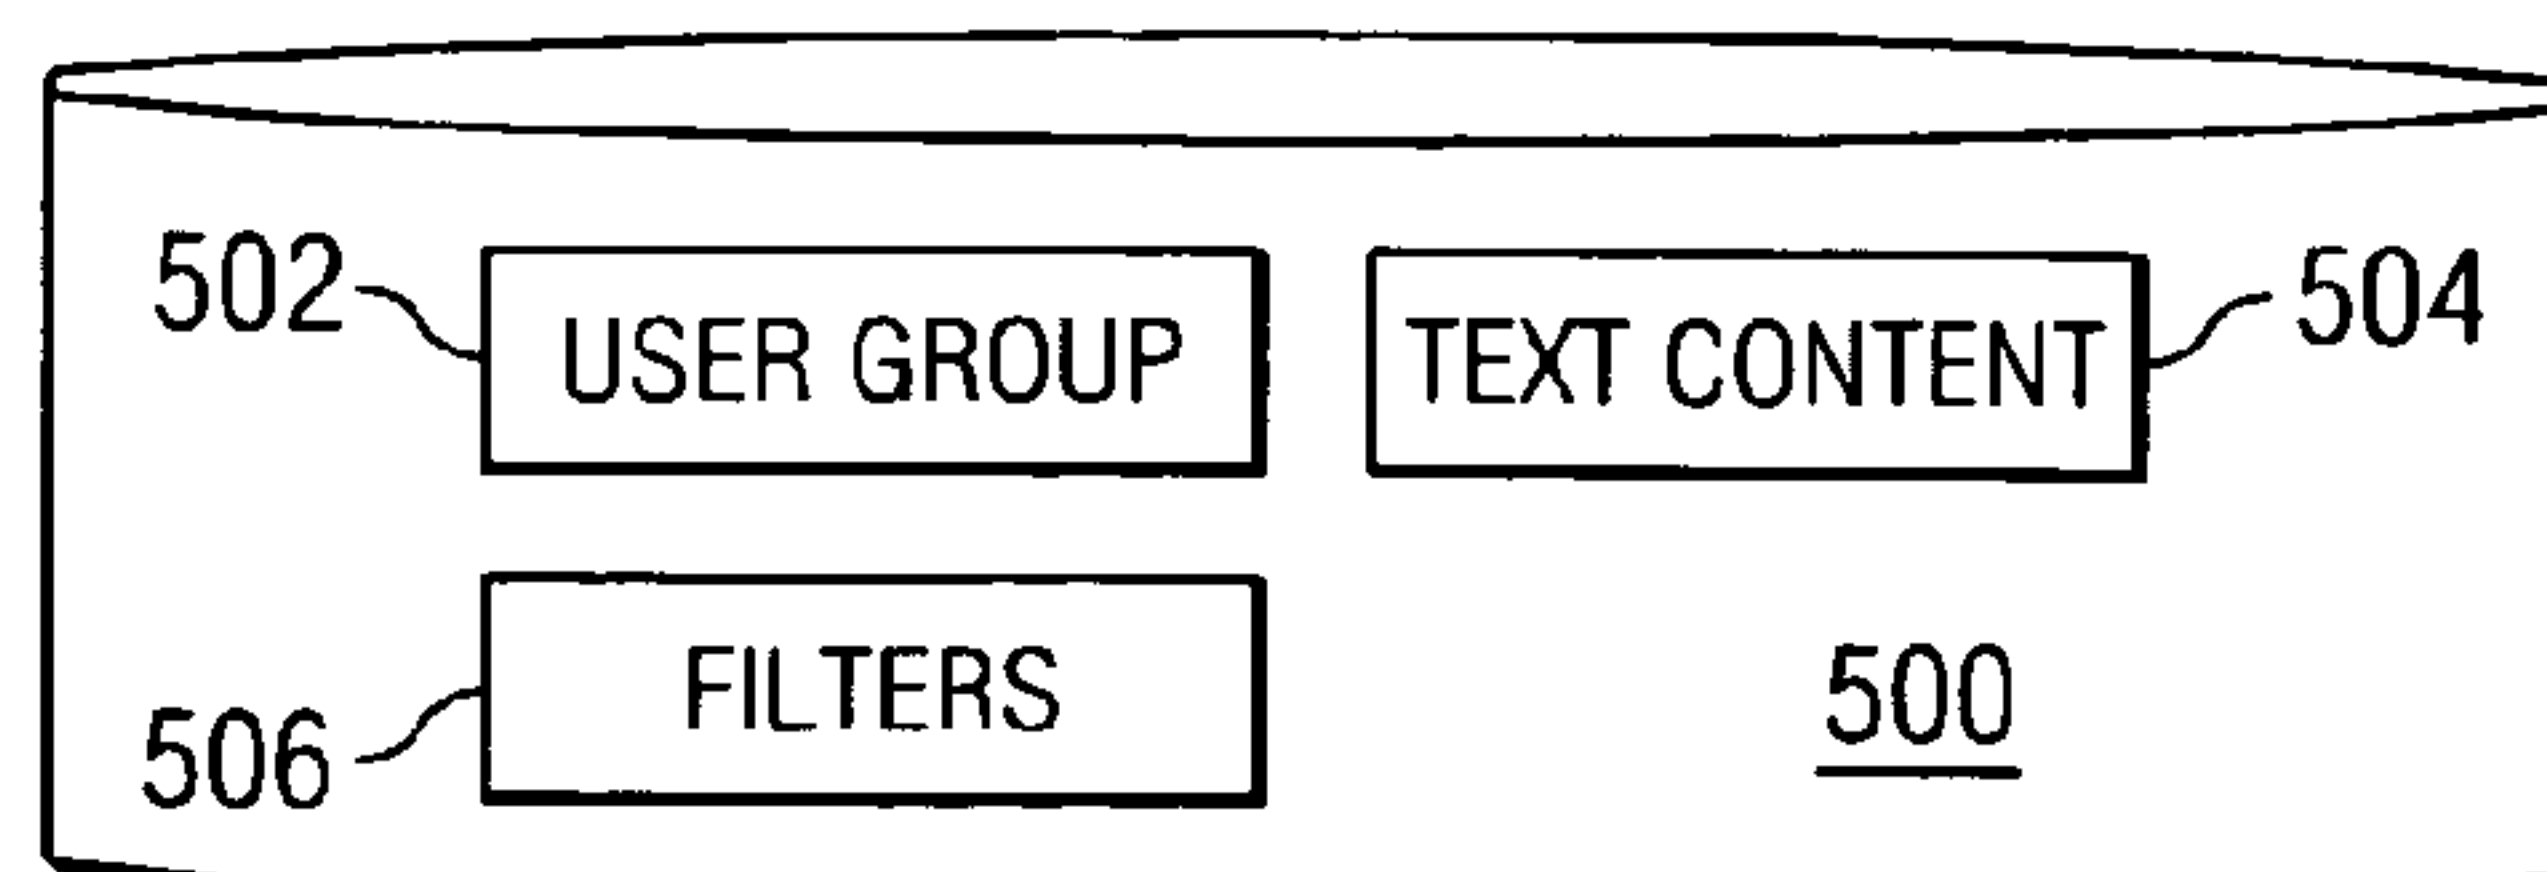 502 USER GROUP TEXT CONTENT 504
506 FILTERS 500